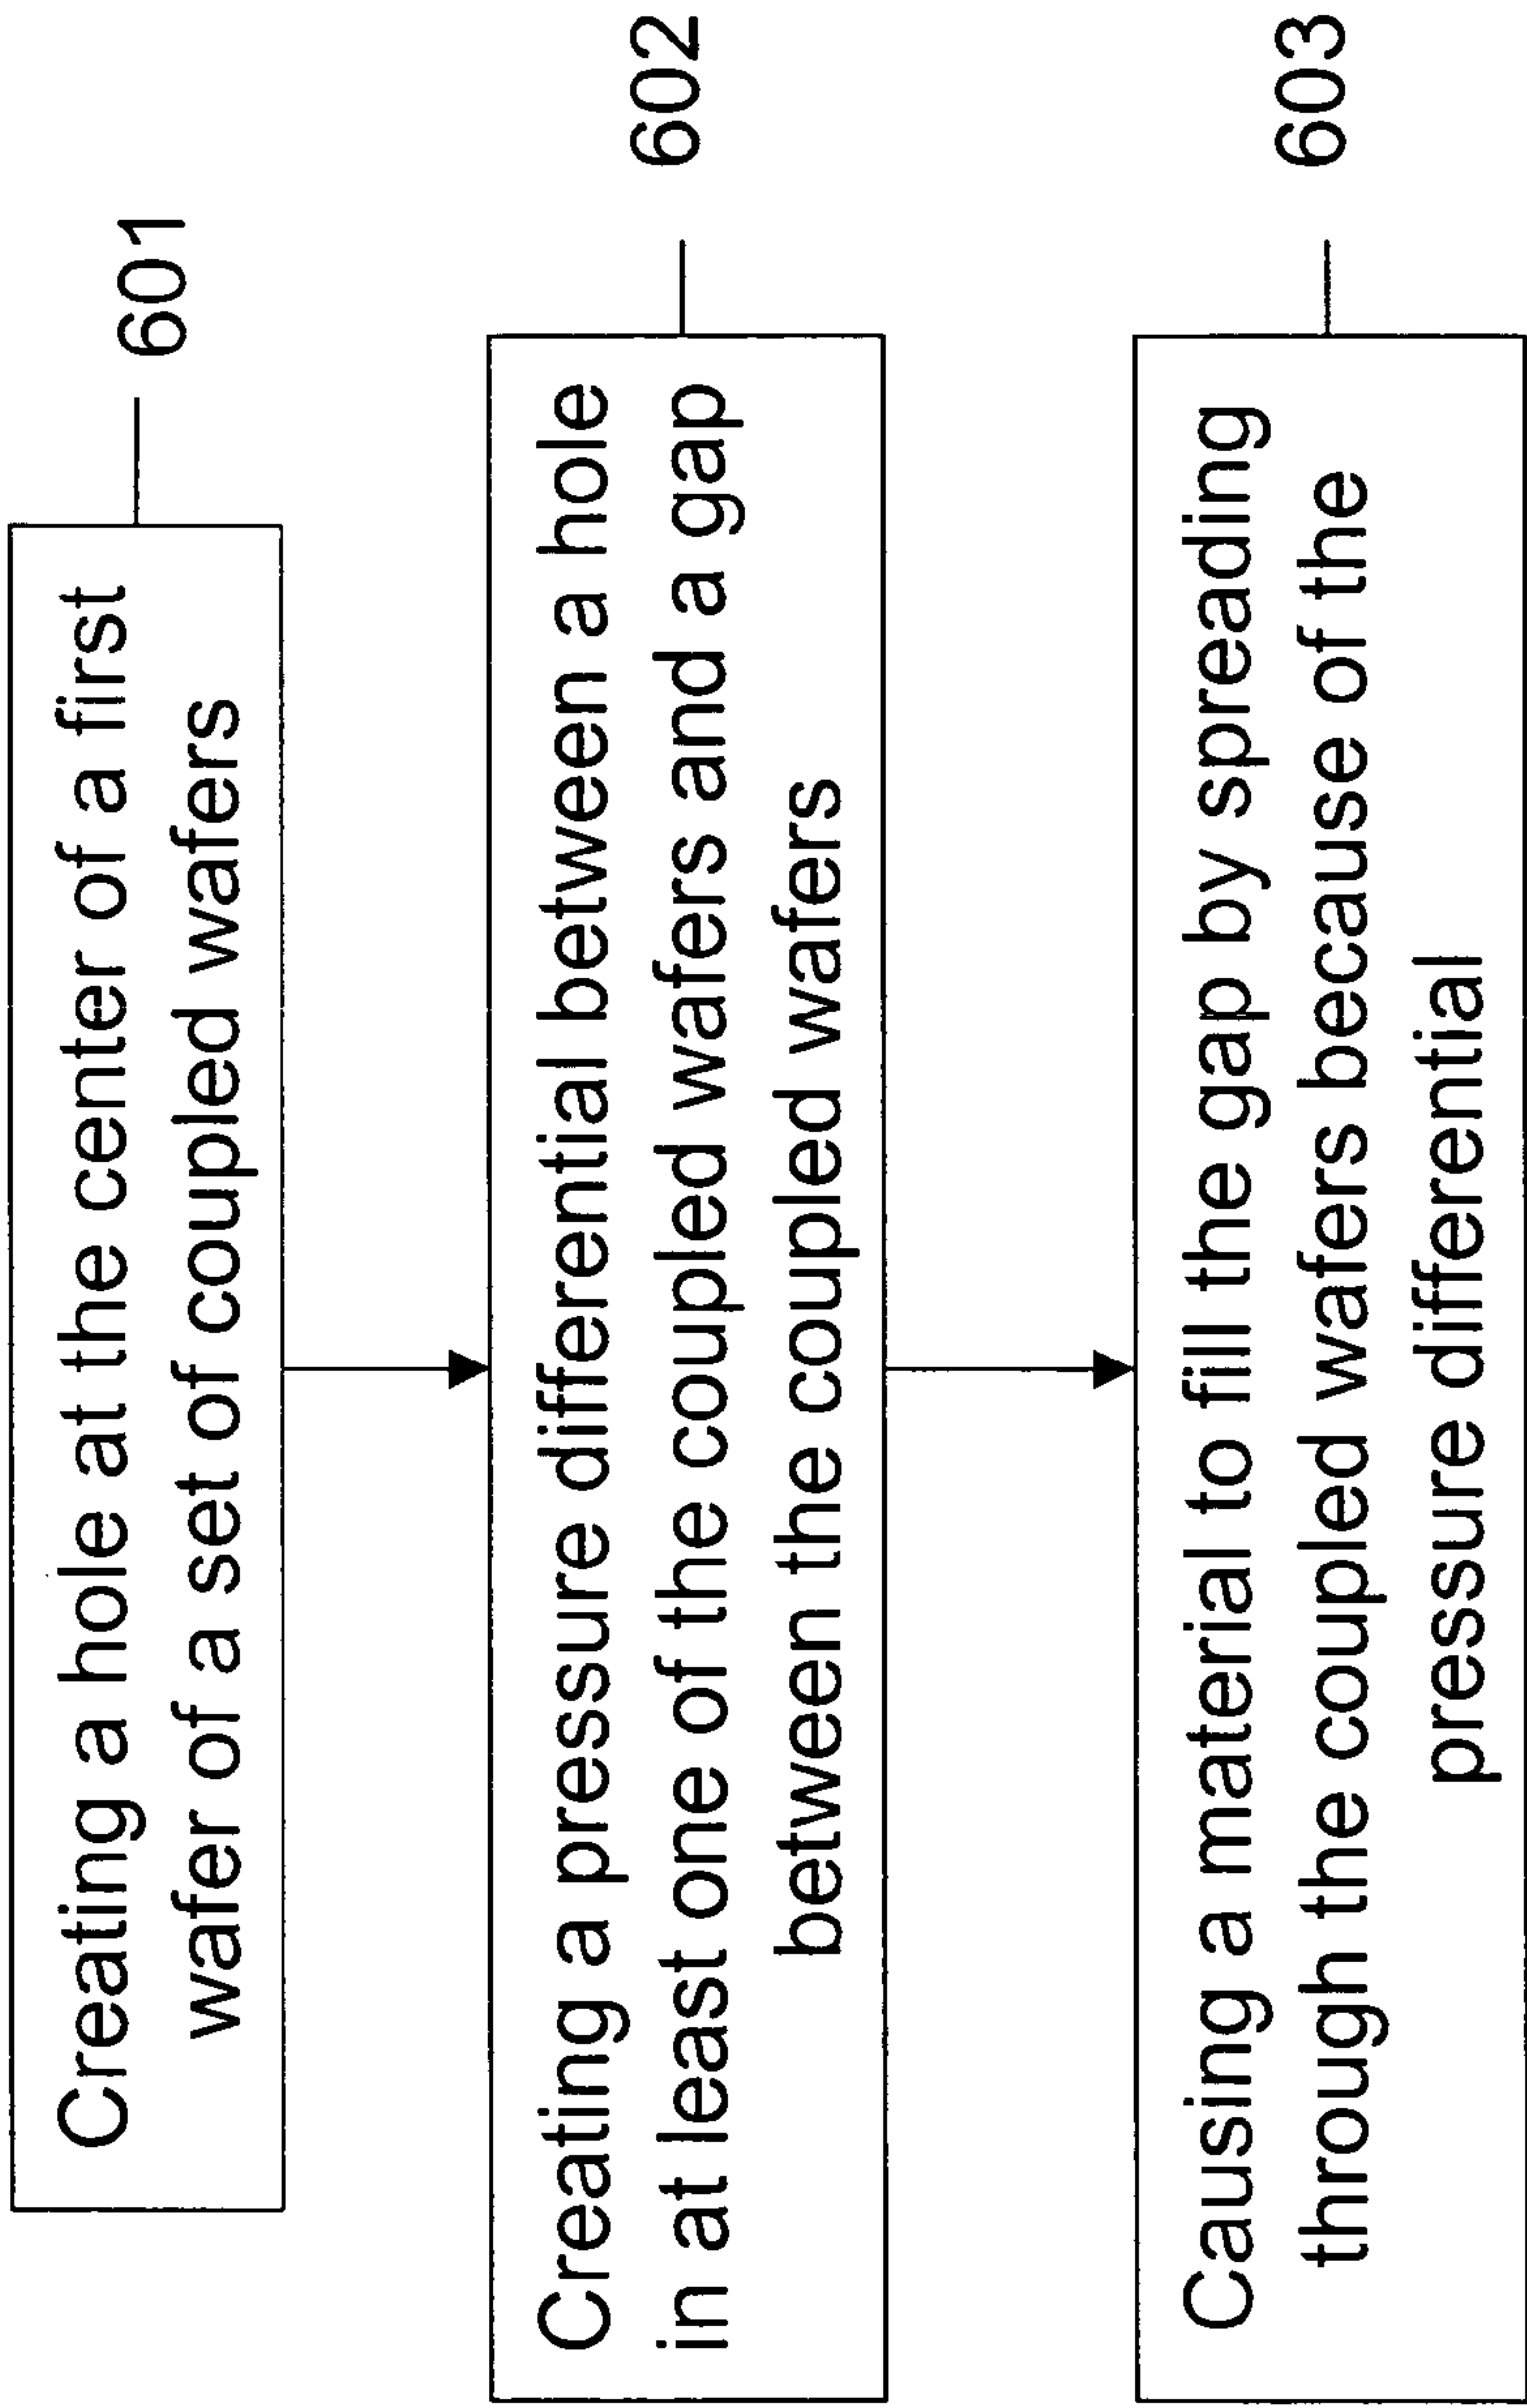 Creating a hole at the center of a first
wafer of a set of coupled wafers
601
Creating a pressure differential between a hole
in at least one of the coupled wafers and a gap
between the coupled wafers
602
Causing a material to fill the gap by spreading
through the coupled wafers because of the
pressure differential
603